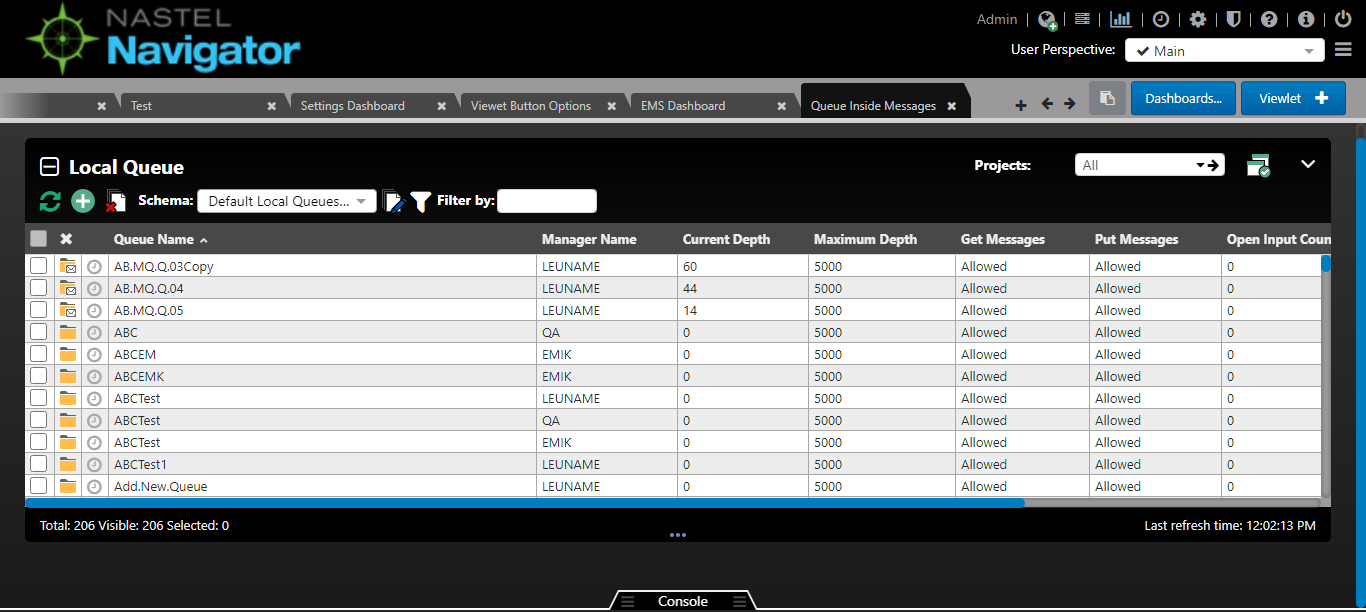 NASTEL
Navigator
Admin
User Perspective: Main
Test Settings Dashboard Viewet Button Options EMS Dashboard Queue Inside Messages Dashboards... Viewlet
Local Queue Projects: All
Schema: Default Local Queues... Filter by:
Queue Name Manager Name Current Depth Maximum Depth Get Messages Put Messages Open Input Coun
AB.MQ.Q.03Copy LEUNAME 60 5000 Allowed Allowed 0
AB.MQ.Q.04 LEUNAME 44 5000 Allowed Allowed 0
AB.MQ.Q.05 LEUNAME 14 5000 Allowed Allowed 0
ABC QA 0 5000 Allowed Allowed 0
ABCEM EMIK 0 5000 Allowed Allowed 0
ABCEMK EMIK 0 5000 Allowed Allowed 0
ABCTest LEUNAME 0 5000 Allowed Allowed 0
ABCTest QA 0 5000 Allowed Allowed 0
ABCTest EMIK 0 5000 Allowed Allowed 0
ABCTest1 LEUNAME 0 5000 Allowed Allowed 0
Add.New.Queue LEUNAME 0 5000 Allowed Allowed 0
Total: 206 Visible: 206 Selected: 0 Last refresh time: 12:02:13 PM
Console